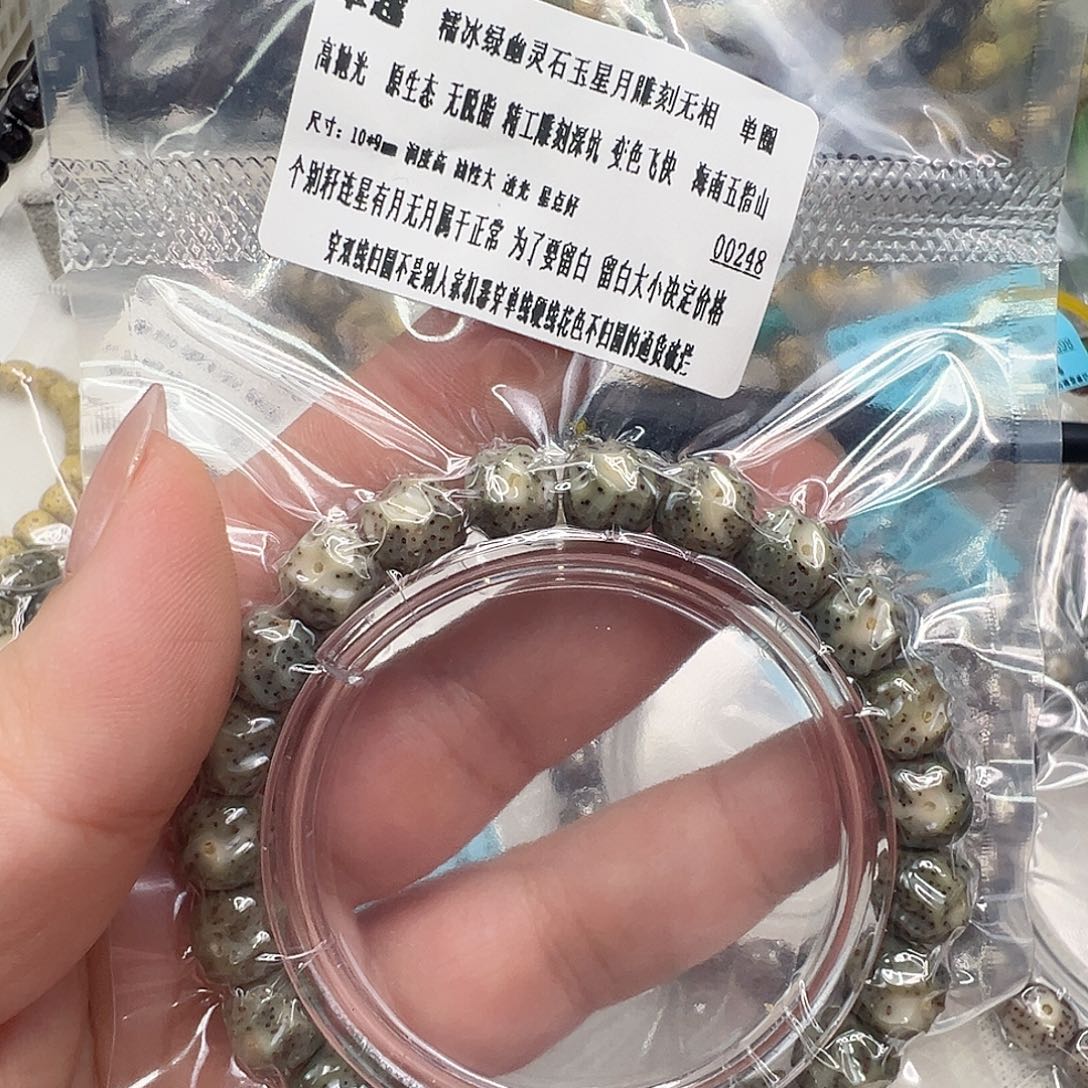 糯冰绿幽灵石玉星月雕刻无相 单圈
高抛光 原生态 无脱脂 精工雕刻深坑 变色飞快 海南五指山
尺寸：10*9mm 润度高 油性大 透光 星点好
00248
个别籽连星有月无月属于正常 为了要留白 留白大小决定价格
穿双线归圆不是别人家机器穿单线硬线花色不归圆的通货破烂